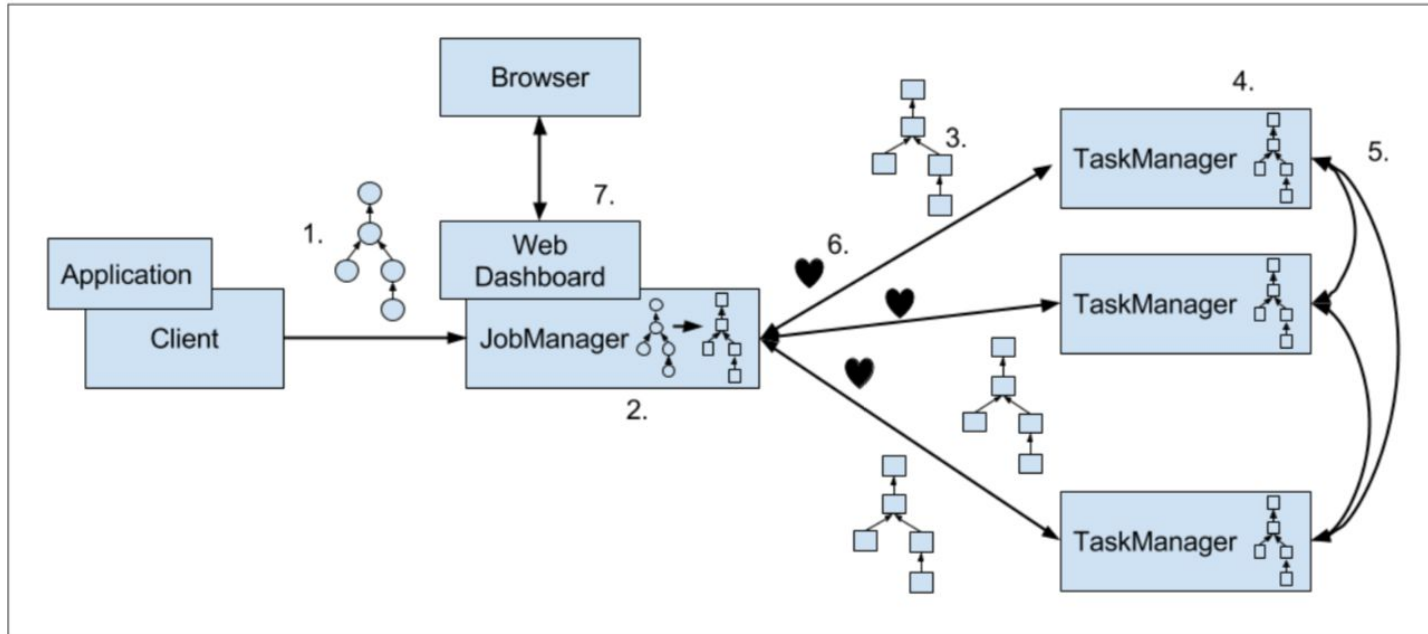 Browser
4.
3.
TaskManager
5.
7.
1.
6.
Application
Web
Dashboard
Client
JobManager
TaskManager
2.
TaskManager